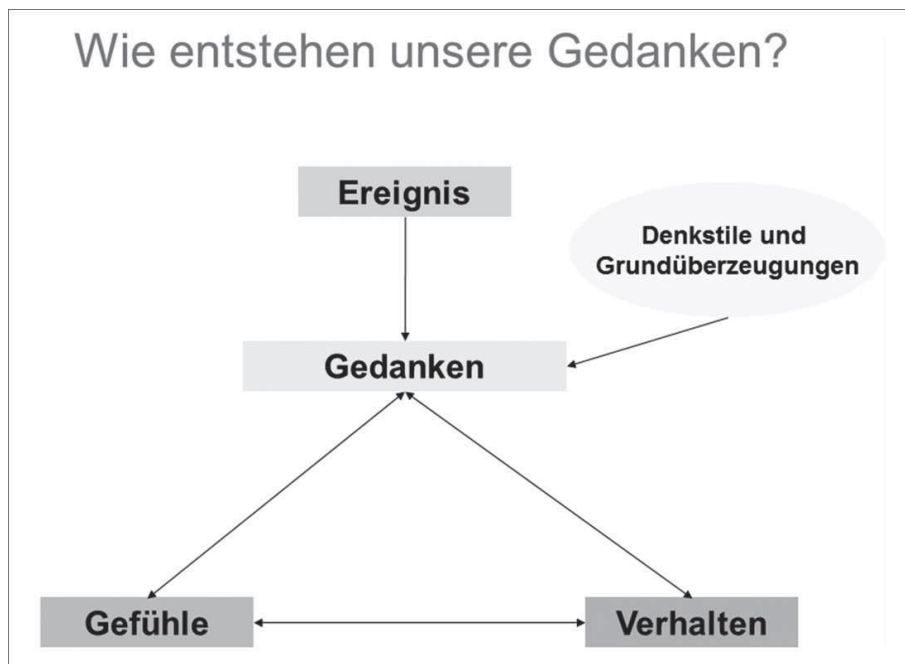 Wie entstehen unsere Gedanken?
Ereignis
Denkstile und
Grundüberzeugungen
Gedanken
Gefühle
Verhalten